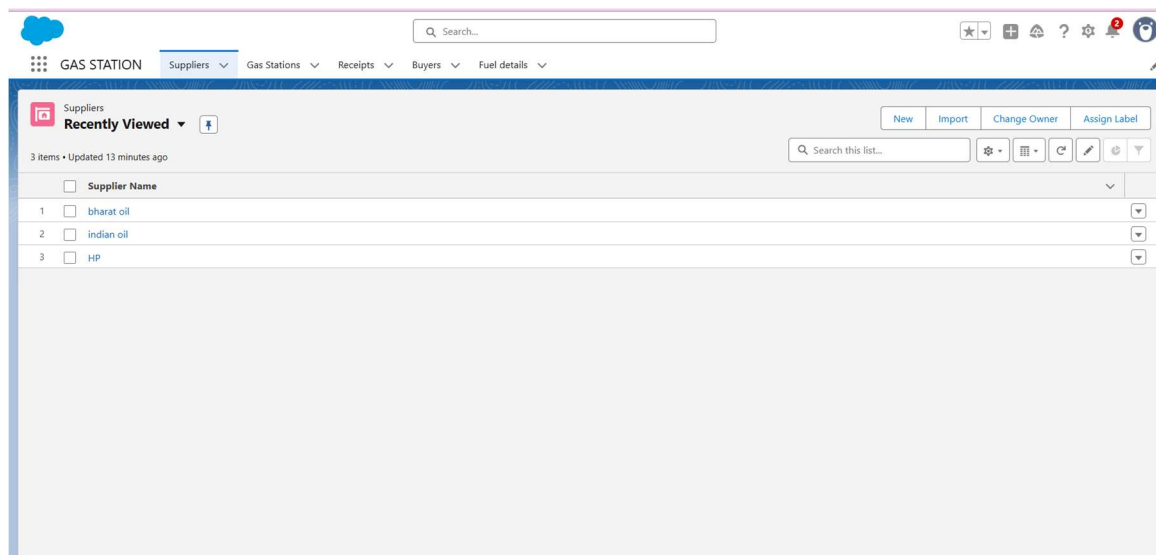 Search...
2
GAS STATION Suppliers Gas Stations Receipts Buyers Fuel details
Suppliers
Recently Viewed
New Import Change Owner Assign Label
3 items • Updated 13 minutes ago
Search this list...
Supplier Name
1 bharat oil
2 indian oil
3 HP